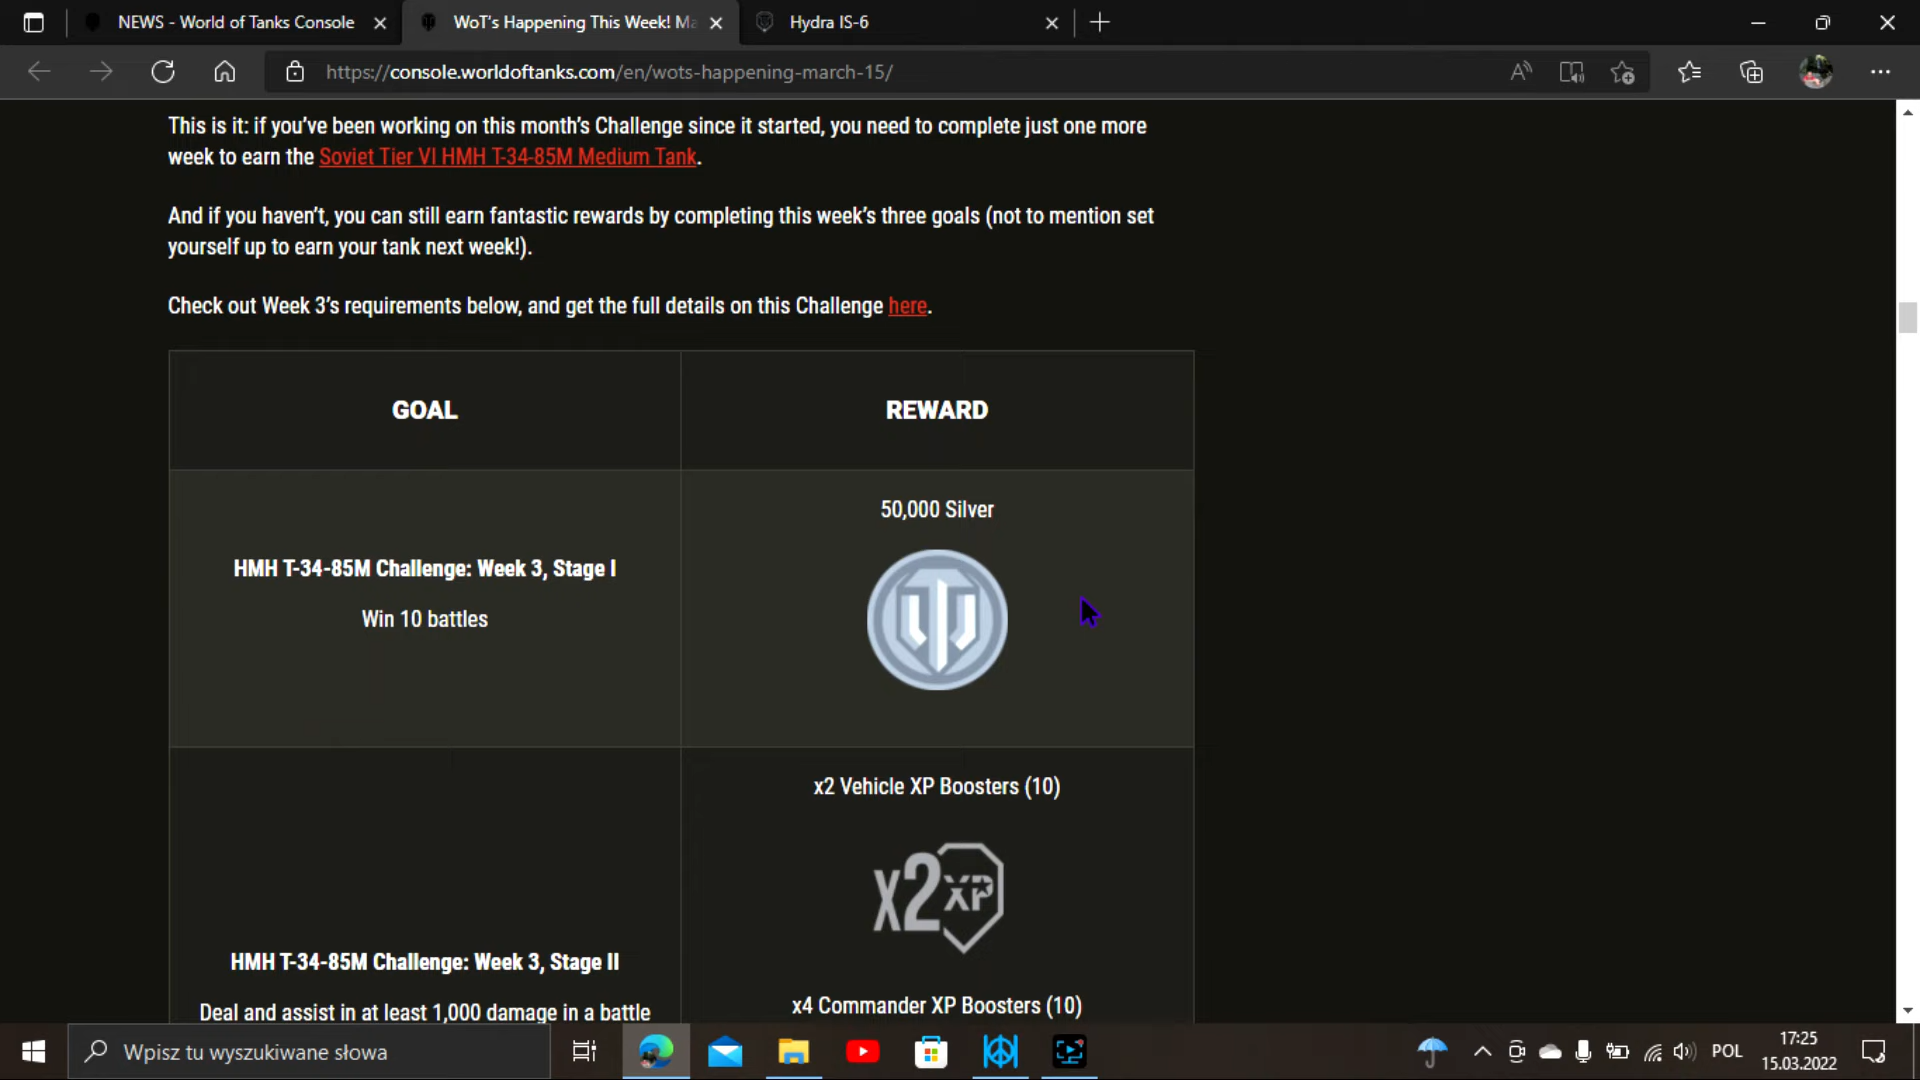 NEWS - World of Tanks Console
WoT's Happening This Week! Ma
Hydra IS-6
https://console.worldoftanks.com/en/wots-happening-march-15/
This is it: if you've been working on this month's Challenge since it started, you need to complete just one more
week to earn the Soviet Tier VI HMH T-34-85M Medium Tank.
And if you haven't, you can still earn fantastic rewards by completing this week's three goals (not to mention set
yourself up to earn your tank next week!).
Check out Week 3's requirements below, and get the full details on this Challenge here.
GOAL
REWARD
50,000 Silver
HMH T-34-85M Challenge: Week 3, Stage I
Win 10 battles
x2 Vehicle XP Boosters (10)
X2 XP
HMH T-34-85M Challenge: Week 3, Stage II
Deal and assist in at least 1,000 damage in a battle
x4 Commander XP Boosters (10)
Wpisz tu wyszukiwane słowa
POL
17:25
15.03.2022